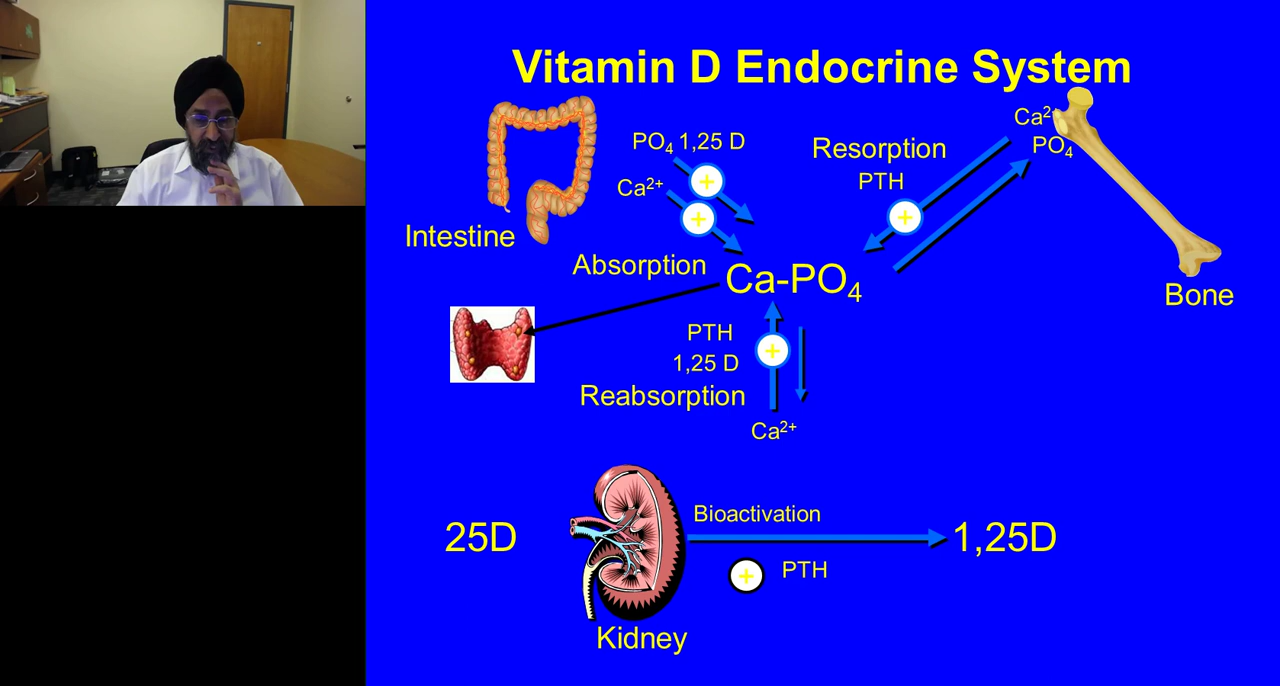 Vitamin D Endocrine System
PO₄ 1,25 D
Ca²⁺
+
+
Intestine
Absorption
Resorption
PTH
+
Ca²⁺
PO₄
Bone
Ca-PO₄
PTH
1,25 D
+
Reabsorption
Ca²⁺
25D
Bioactivation
1,25D
+
PTH
Kidney